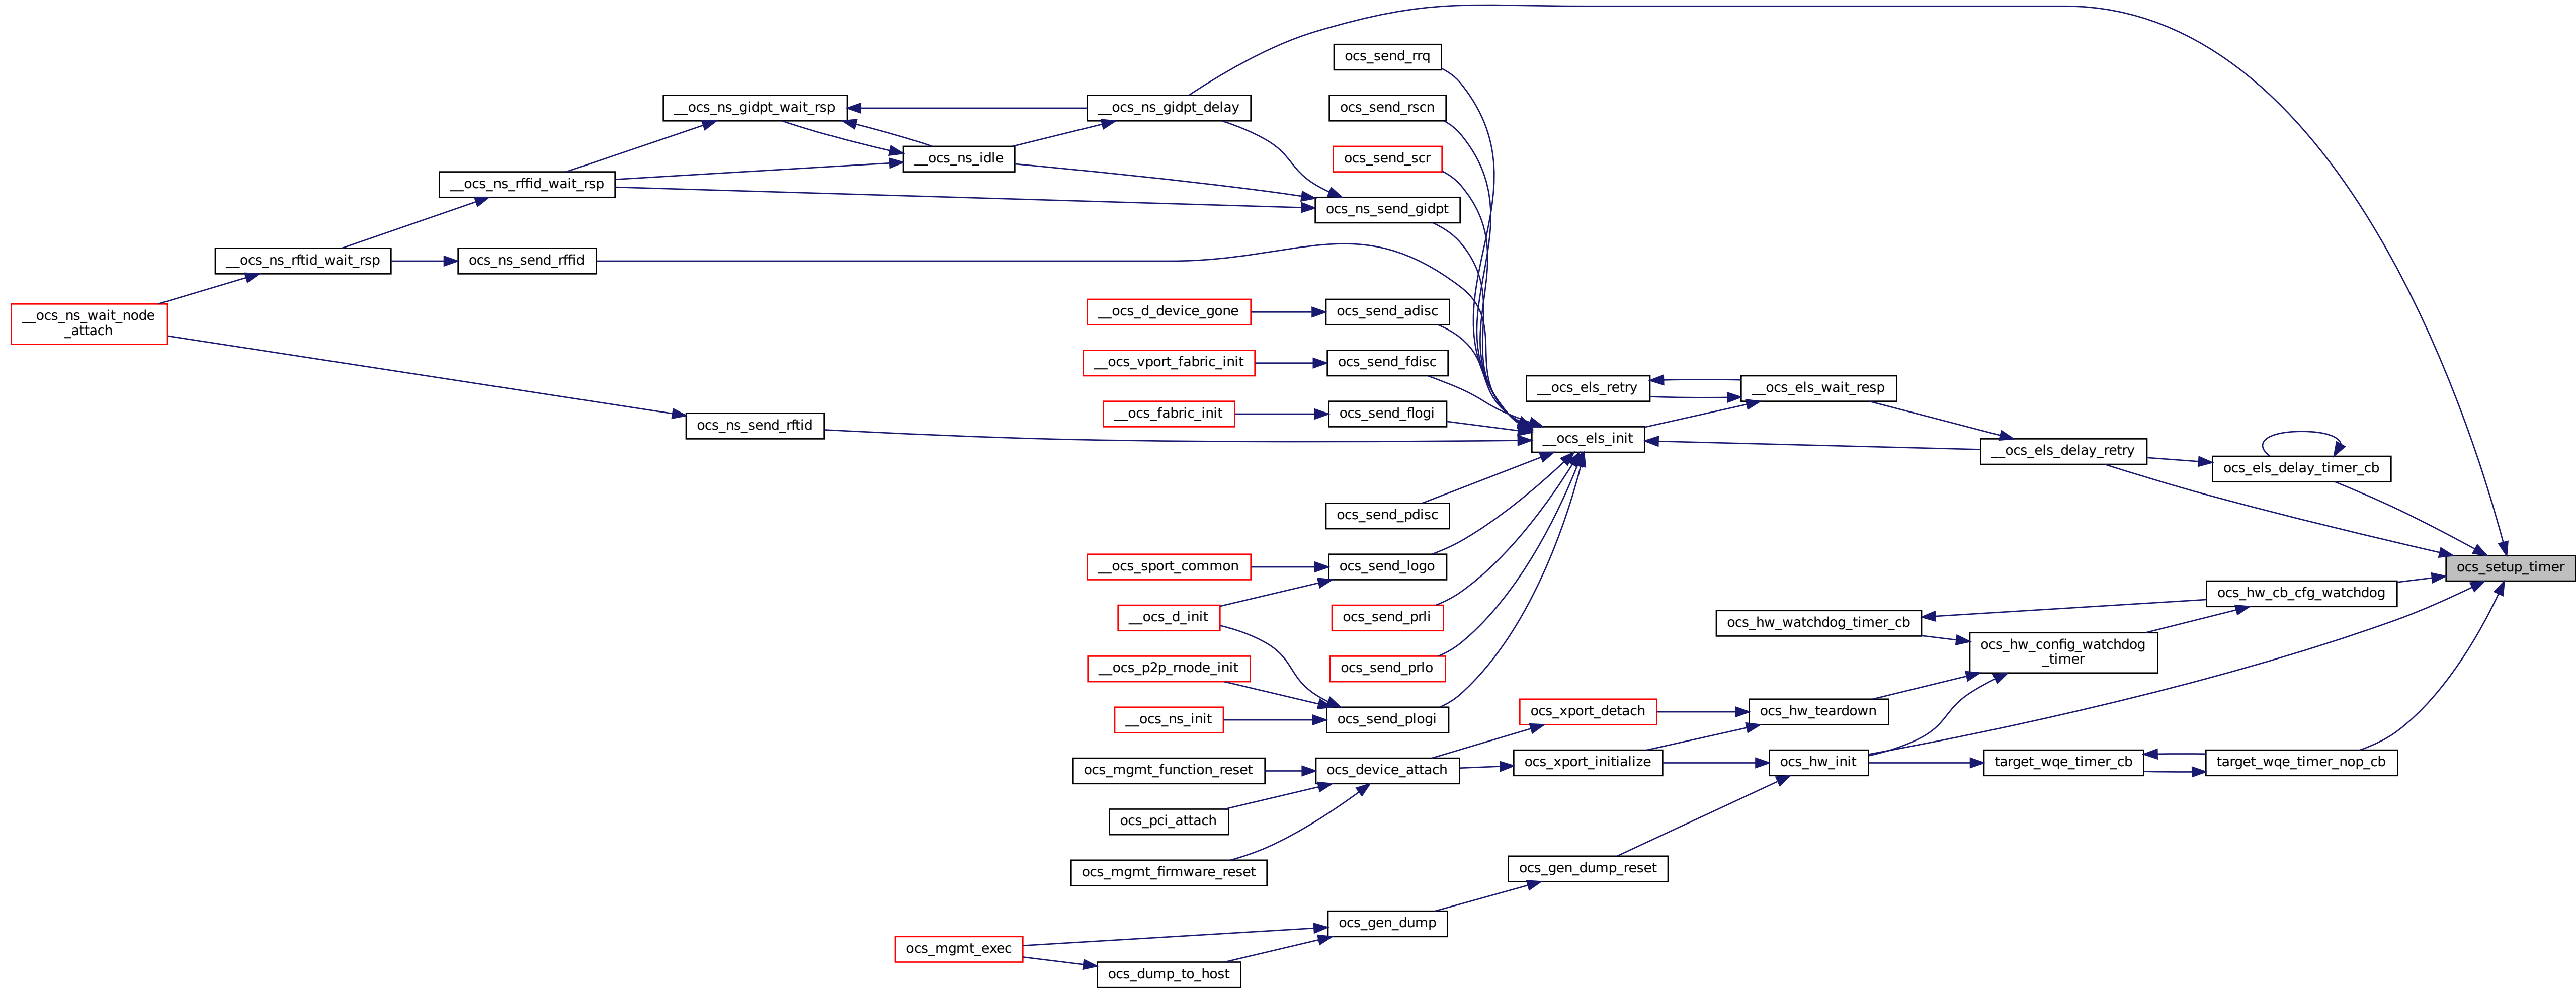 ocs_send_rrq
__ocs_ns_gidpt_wait_rsp
__ocs_ns_gidpt_delay
ocs_send_rscn
__ocs_ns_idle
ocs_send_scr
__ocs_ns_rffid_wait_rsp
ocs_ns_send_gidpt
__ocs_ns_rftid_wait_rsp
ocs_ns_send_rffid
__ocs_ns_wait_node
_attach
__ocs_d_device_gone
ocs_send_adisc
__ocs_vport_fabric_init
ocs_send_fdisc
__ocs_els_retry
__ocs_els_wait_resp
__ocs_fabric_init
ocs_send_flogi
ocs_ns_send_rftid
__ocs_els_init
__ocs_els_delay_retry
ocs_els_delay_timer_cb
ocs_send_pdisc
__ocs_sport_common
ocs_send_logo
ocs_setup_timer
ocs_hw_cb_cfg_watchdog
__ocs_d_init
ocs_send_prli
ocs_hw_watchdog_timer_cb
ocs_hw_config_watchdog
_timer
__ocs_p2p_rnode_init
ocs_send_prlo
__ocs_ns_init
ocs_send_plogi
ocs_xport_detach
ocs_hw_teardown
ocs_mgmt_function_reset
ocs_device_attach
ocs_xport_initialize
ocs_hw_init
target_wqe_timer_cb
target_wqe_timer_nop_cb
ocs_pci_attach
ocs_mgmt_firmware_reset
ocs_gen_dump_reset
ocs_gen_dump
ocs_mgmt_exec
ocs_dump_to_host